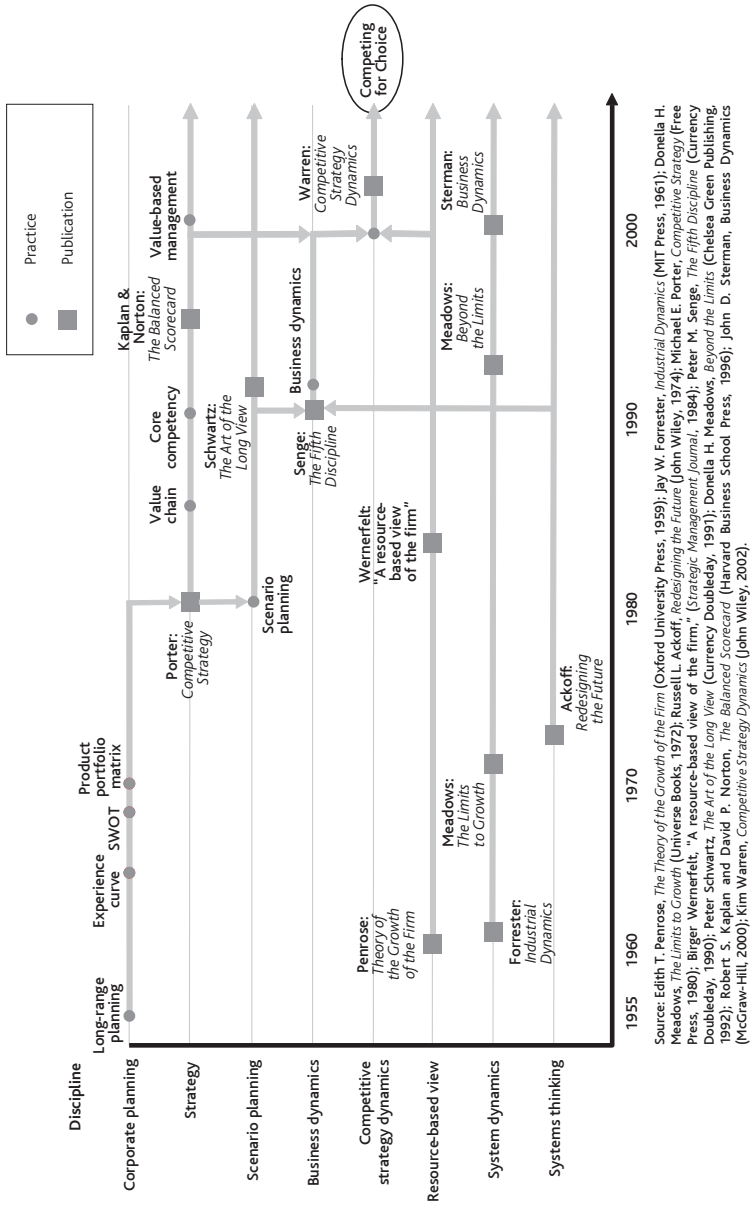 Practice
Publication
Discipline
Corporate planning
Strategy
Scenario planning
Business dynamics
Competitive
strategy dynamics
Resource-based view
System dynamics
Systems thinking
Long-range
planning
Experience
curve
SWOT
Product
portfolio
matrix
Porter:
Competitive
Strategy
Value
chain
Core
competency
Kaplan &
Norton:
The Balanced
Scorecard
Value-based
management
Scenario
planning
Schwartz:
The Art of the
Long View
Senge:
The Fifth
Discipline
Business dynamics
Warren:
Competitive
Strategy
Dynamics
Competing
for Choice
Penrose:
Theory of
the Growth
of the Firm
Wernerfelt:
"A resource-
based view
of the firm"
Forrester:
Industrial
Dynamics
Meadows:
The Limits
to Growth
Meadows:
Beyond
the Limits
Sterman:
Business
Dynamics
Ackoff:
Redesigning
the Future
1955
1960
1970
1980
1990
2000
Source: Edith T. Penrose, The Theory of the Growth of the Firm (Oxford University Press, 1959); Jay W. Forrester, Industrial Dynamics (MIT Press, 1961); Donella H.
Meadows, The Limits to Growth (Universe Books, 1972); Russell L. Ackoff, Redesigning the Future (John Wiley, 1974); Michael E. Porter, Competitive Strategy (Free
Press, 1980); Birger Wernerfelt, "A resource-based view of the firm," (Strategic Management Journal, 1984); Peter M. Senge, The Fifth Discipline (Currency
Doubleday, 1990); Peter Schwartz, The Art of the Long View (Currency Doubleday, 1991); Donella H. Meadows, Beyond the Limits (Chelsea Green Publishing,
1992); Robert S. Kaplan and David P. Norton, The Balanced Scorecard (Harvard Business School Press, 1996); John D. Sterman, Business Dynamics
(McGraw-Hill, 2000); Kim Warren, Competitive Strategy Dynamics (John Wiley, 2002).